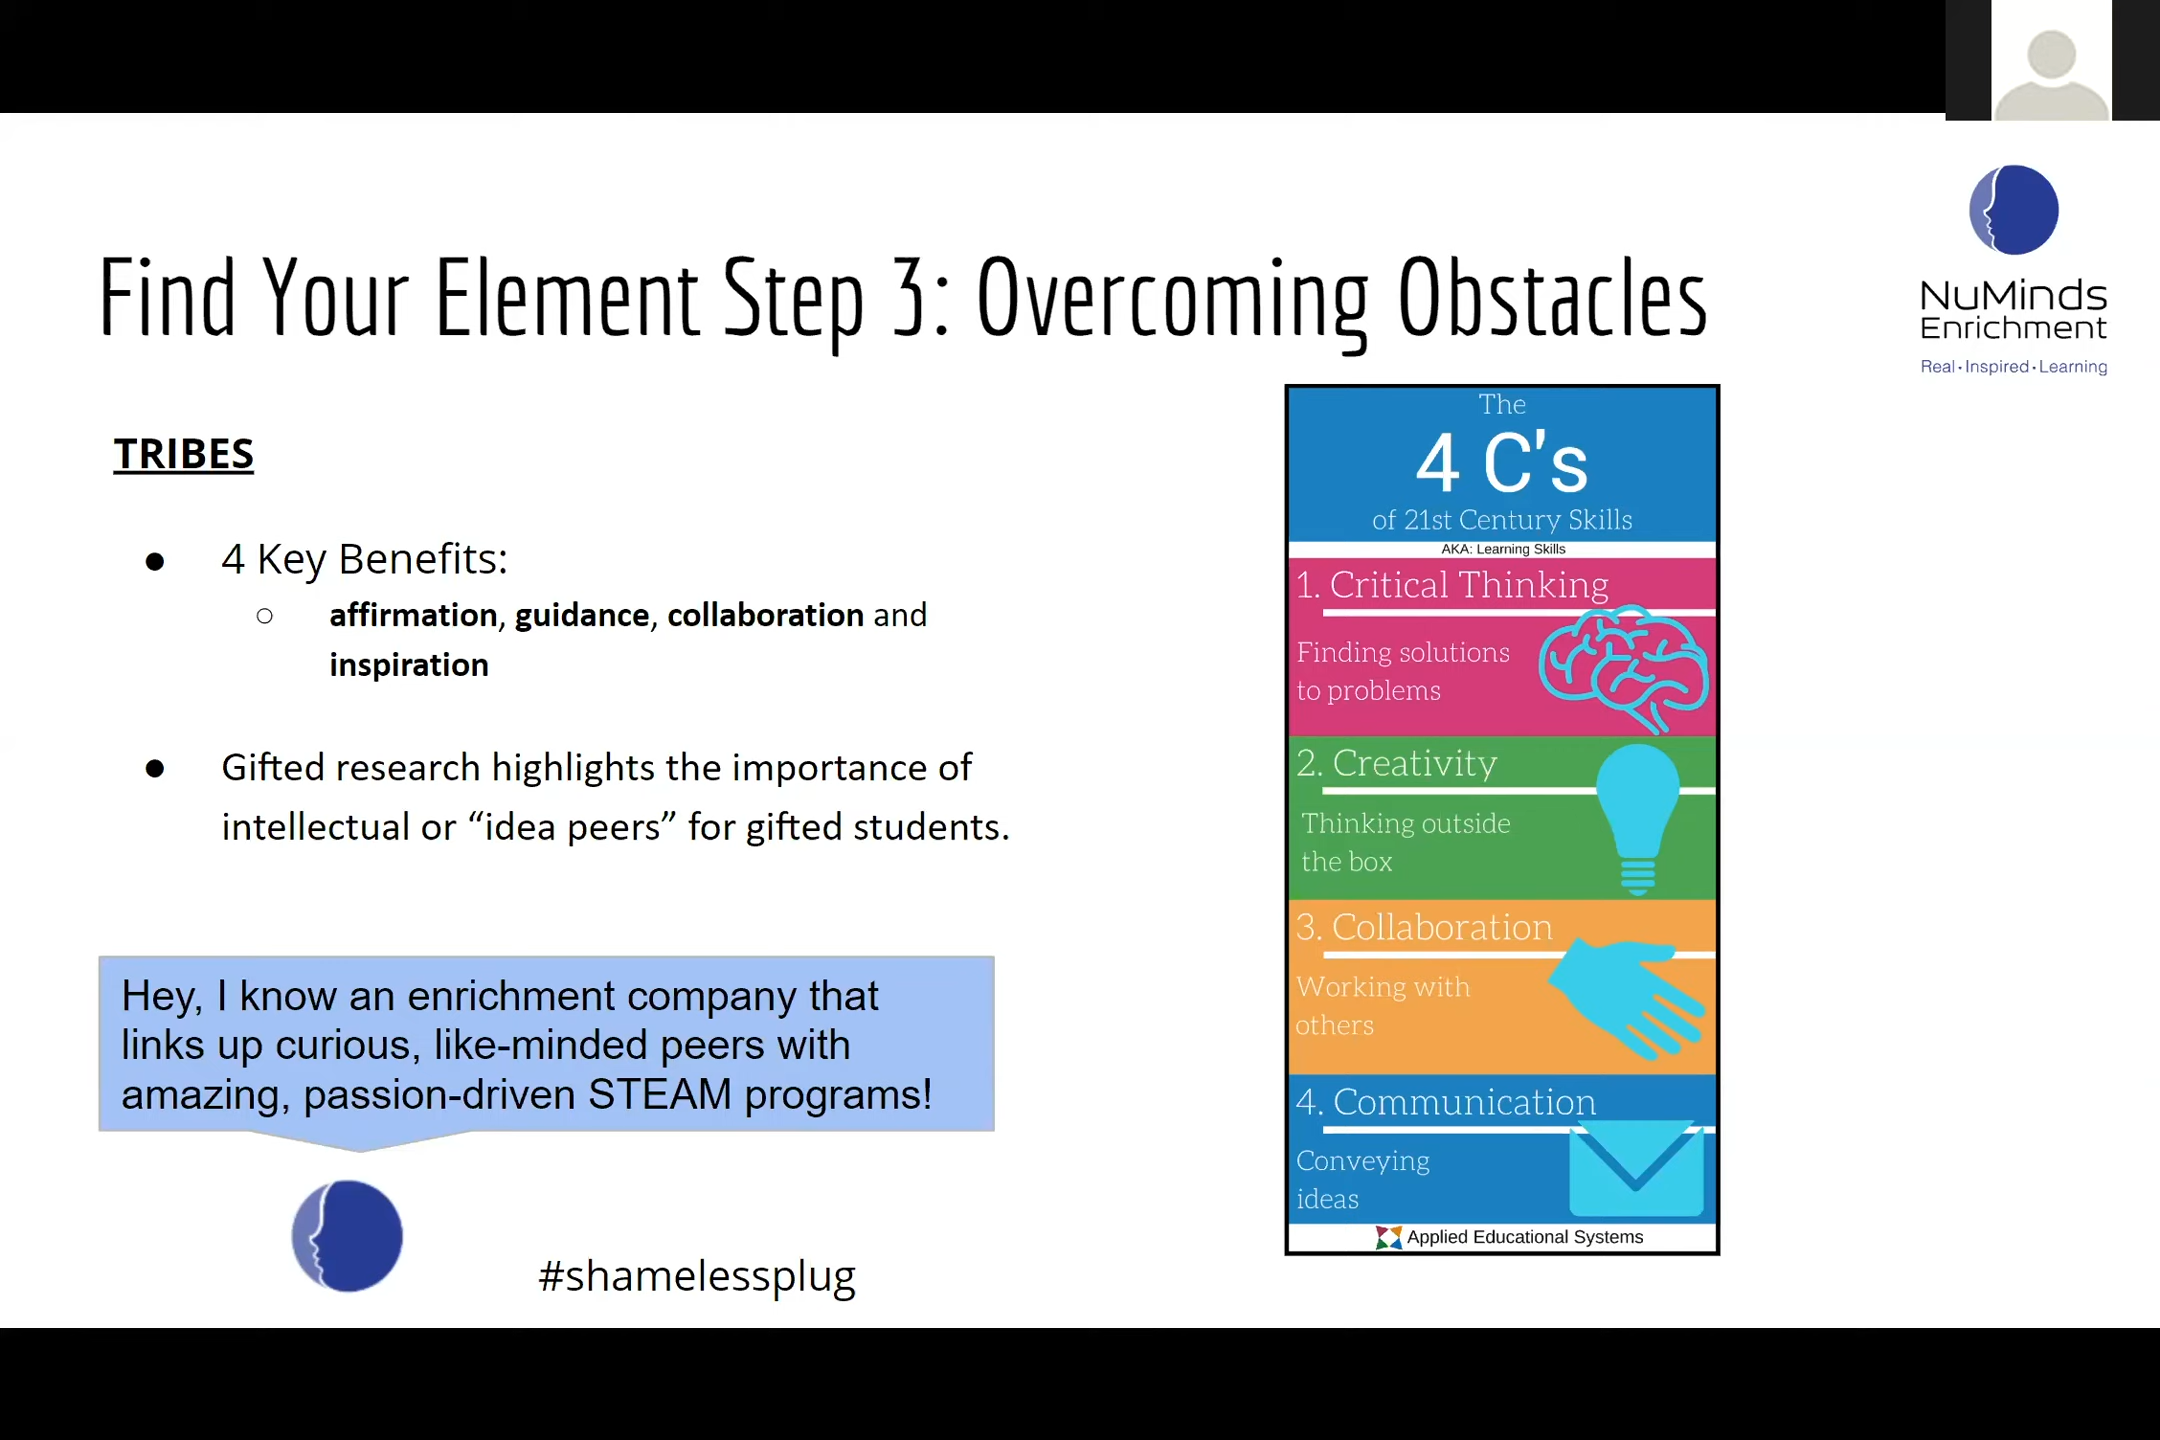 NuMinds
Enrichment
Real·Inspired·Learning
Find Your Element Step 3: Overcoming Obstacles
TRIBES
● 4 Key Benefits:
○ affirmation, guidance, collaboration and
inspiration
● Gifted research highlights the importance of
intellectual or “idea peers” for gifted students.
Hey, I know an enrichment company that
links up curious, like-minded peers with
amazing, passion-driven STEAM programs!
#shamelessplug
The
4 C's
of 21st Century Skills
AKA: Learning Skills
1. Critical Thinking
Finding solutions
to problems
2. Creativity
Thinking outside
the box
3. Collaboration
Working with
others
4. Communication
Conveying
ideas
Applied Educational Systems